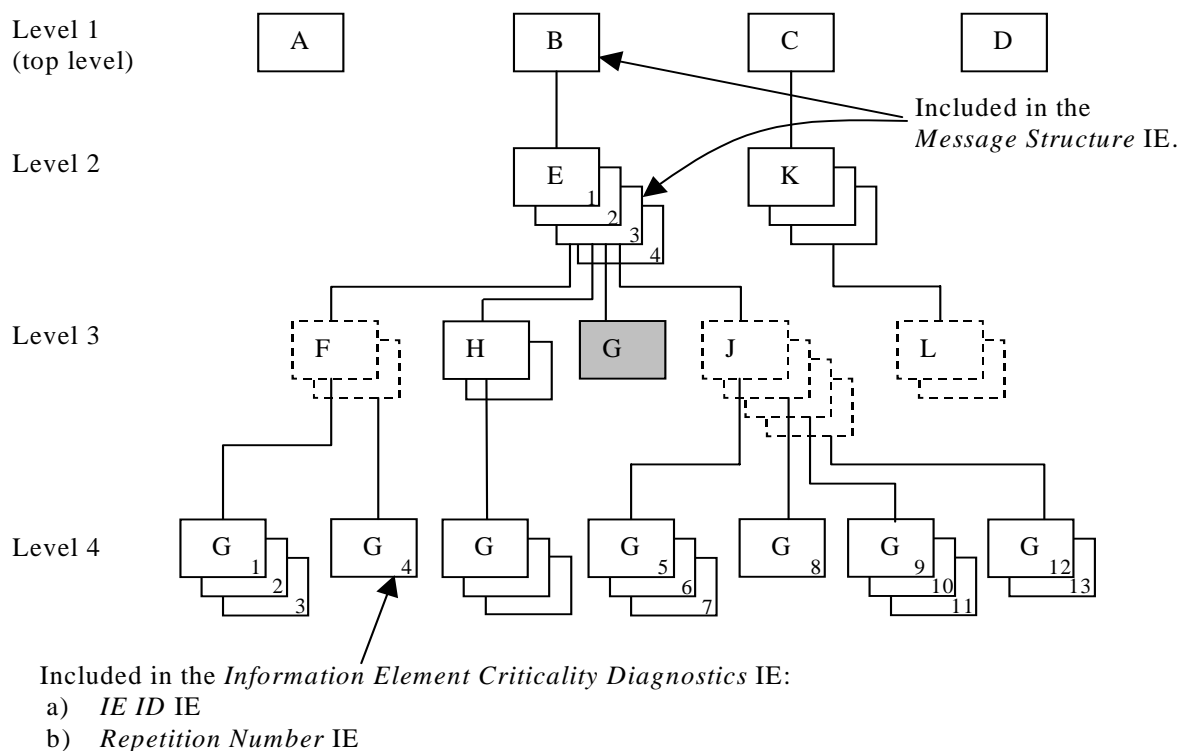 Level 1
(top level)
A
B
C
D
Included in the
Message Structure IE.
Level 2
E
1
2
3
4
K
Level 3
F
H
G
J
L
Level 4
G
1
2
3
G
4
G
G
5
6
7
G
8
G
9
10
11
G
12
13
Included in the Information Element Criticality Diagnostics IE:
a) IE ID IE
b) Repetition Number IE